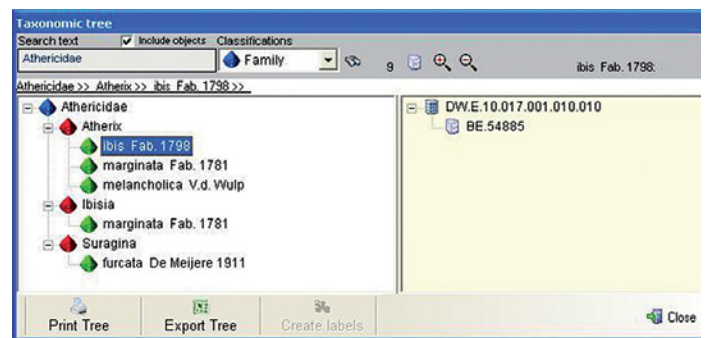 Taxonomic tree
Search text Include objects Classifications
Athericidae Family 9 ibis Fab. 1798:
Athericidae >> Atherix >> ibis Fab. 1798 >>
Athericidae
Atherix
ibis Fab. 1798
marginata Fab. 1781
melancholica V.d. Wulp
Ibisia
marginata Fab. 1781
Suragina
furcata De Meijere 1911
DW.E.10.017.001.010.010
BE.54885
Print Tree Export Tree Create labels Close